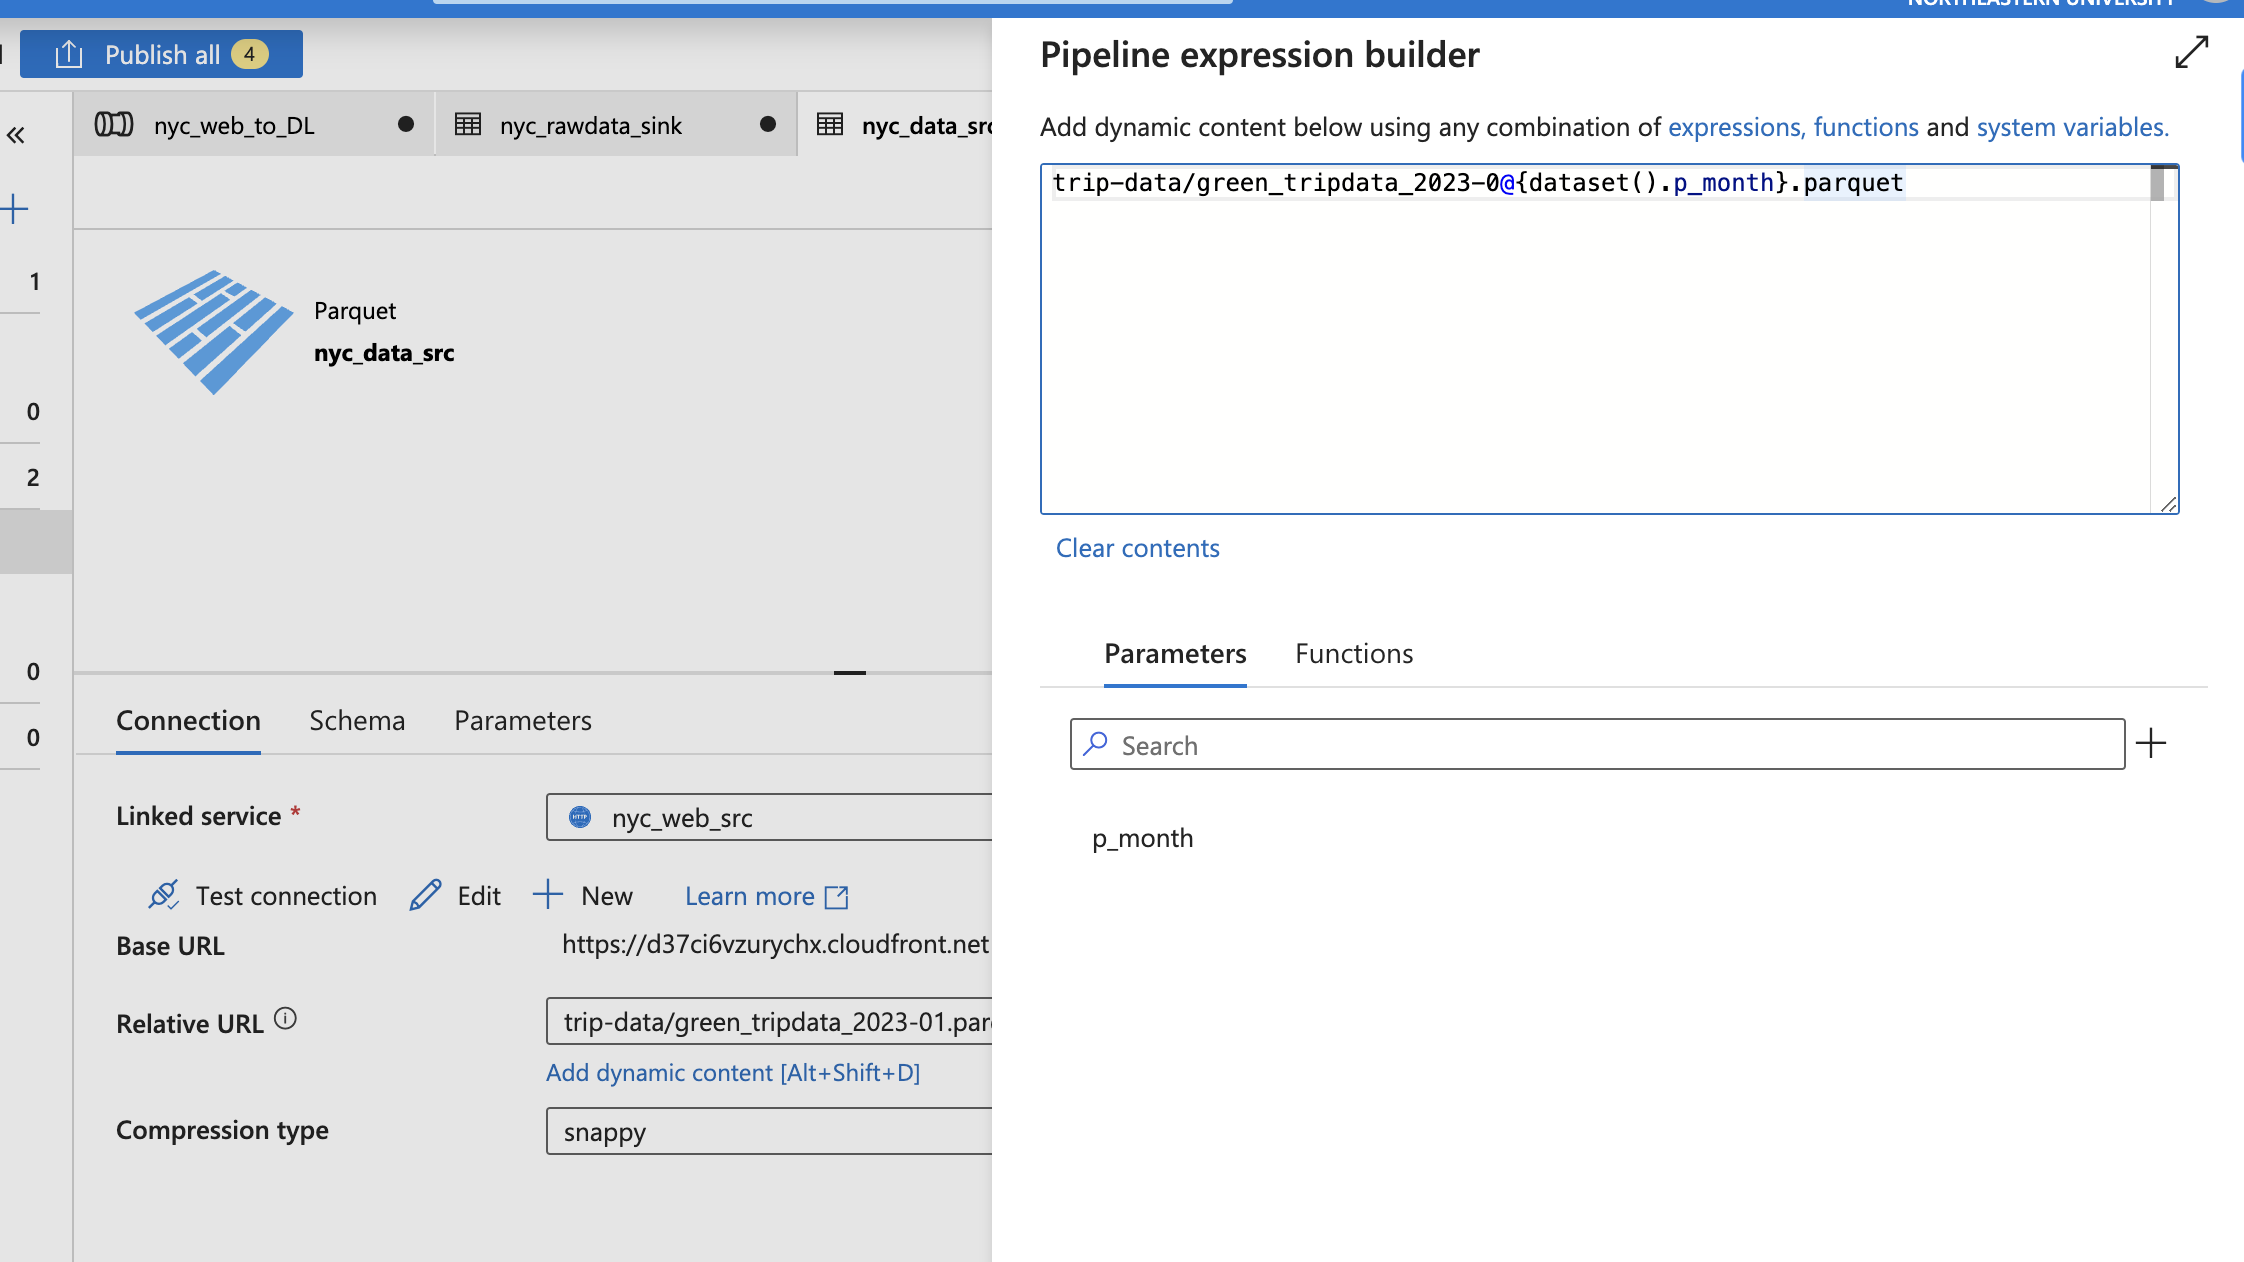 NORTHEASTERN UNIVERSITY
Publish all 4
nyc_web_to_DL
nyc_rawdata_sink
nyc_data_src
1
0
2
0
0
Parquet
nyc_data_src
Connection
Schema
Parameters
Linked service *
HTTP
nyc_web_src
Test connection
Edit
New
Learn more
Base URL
https://d37ci6vzurychx.cloudfront.net
Relative URL
trip-data/green_tripdata_2023-01.par
Add dynamic content [Alt+Shift+D]
Compression type
snappy
Pipeline expression builder
Add dynamic content below using any combination of expressions, functions and system variables.
trip-data/green_tripdata_2023-0@{dataset().p_month}.parquet
Clear contents
Parameters
Functions
Search
p_month